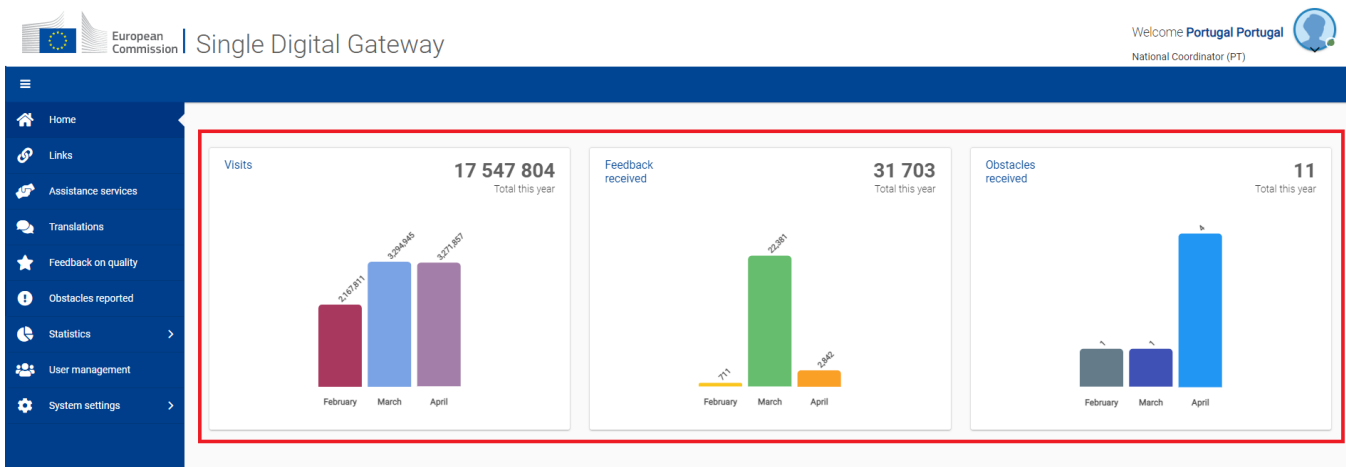 European
Commission
Single Digital Gateway
Welcome Portugal Portugal
National Coordinator (PT)
Home
Links
Assistance services
Translations
Feedback on quality
Obstacles reported
Statistics
User management
System settings
Visits
17 547 804
Total this year
2,167,811
3,294,945
3,271,857
February March April
Feedback
received
31 703
Total this year
711
22,381
2,842
February March April
Obstacles
received
11
Total this year
1
1
4
February March April